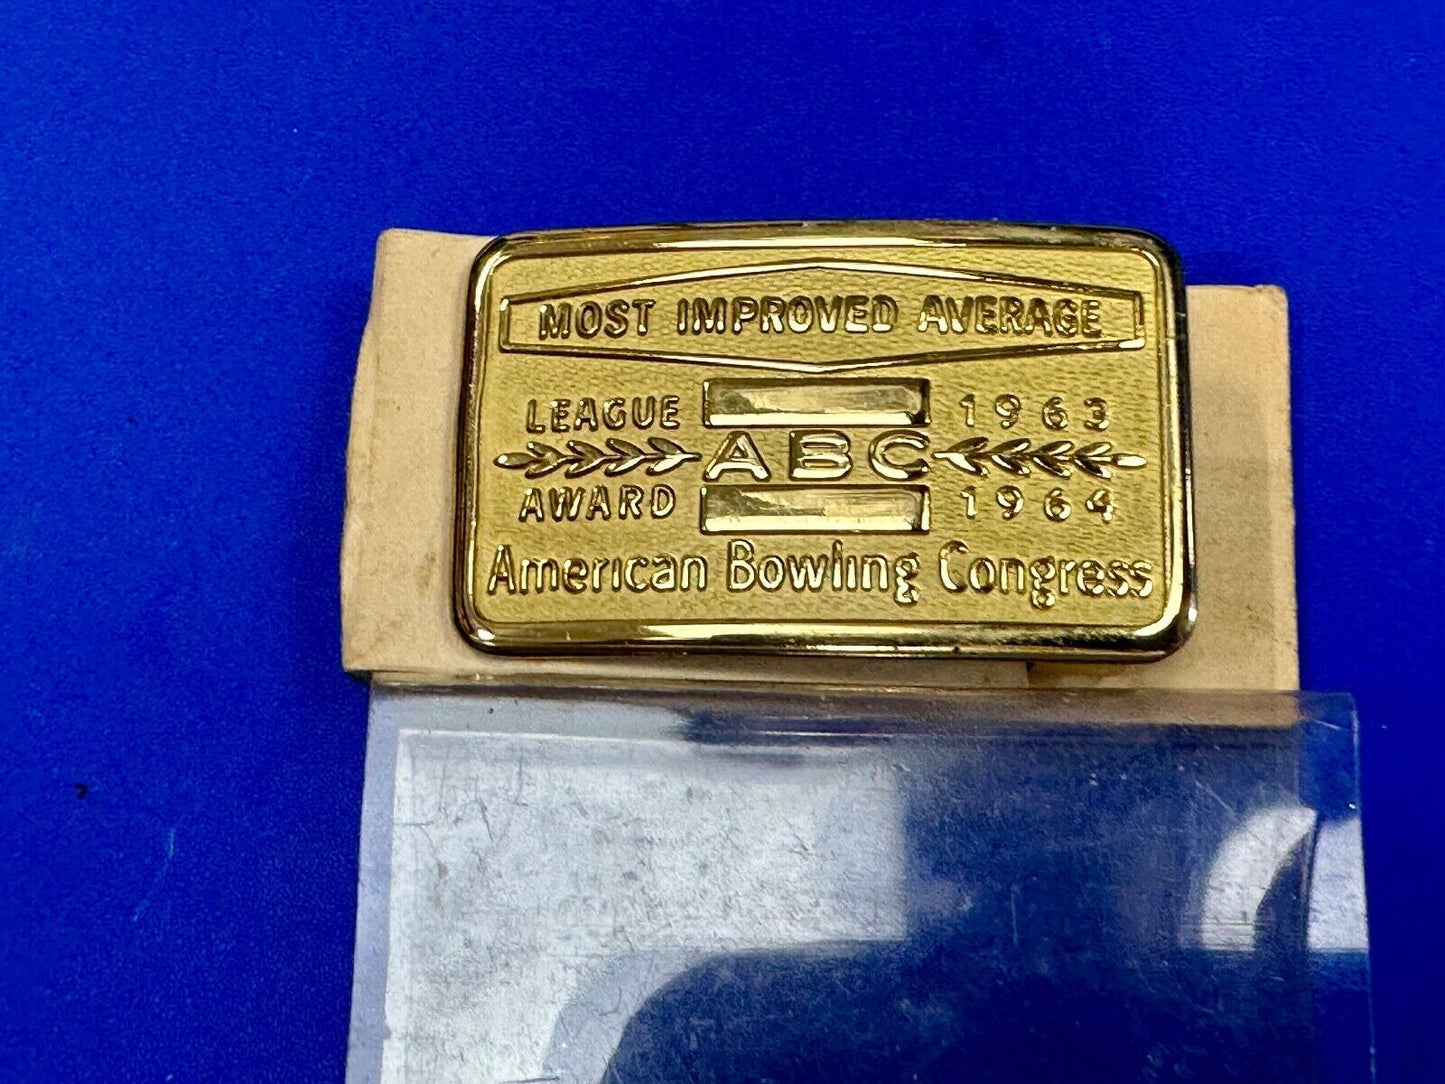 MOST IMPROVED AVERAGE
LEAGUE 1963
ABC
AWARD 1964
American Bowling Congress